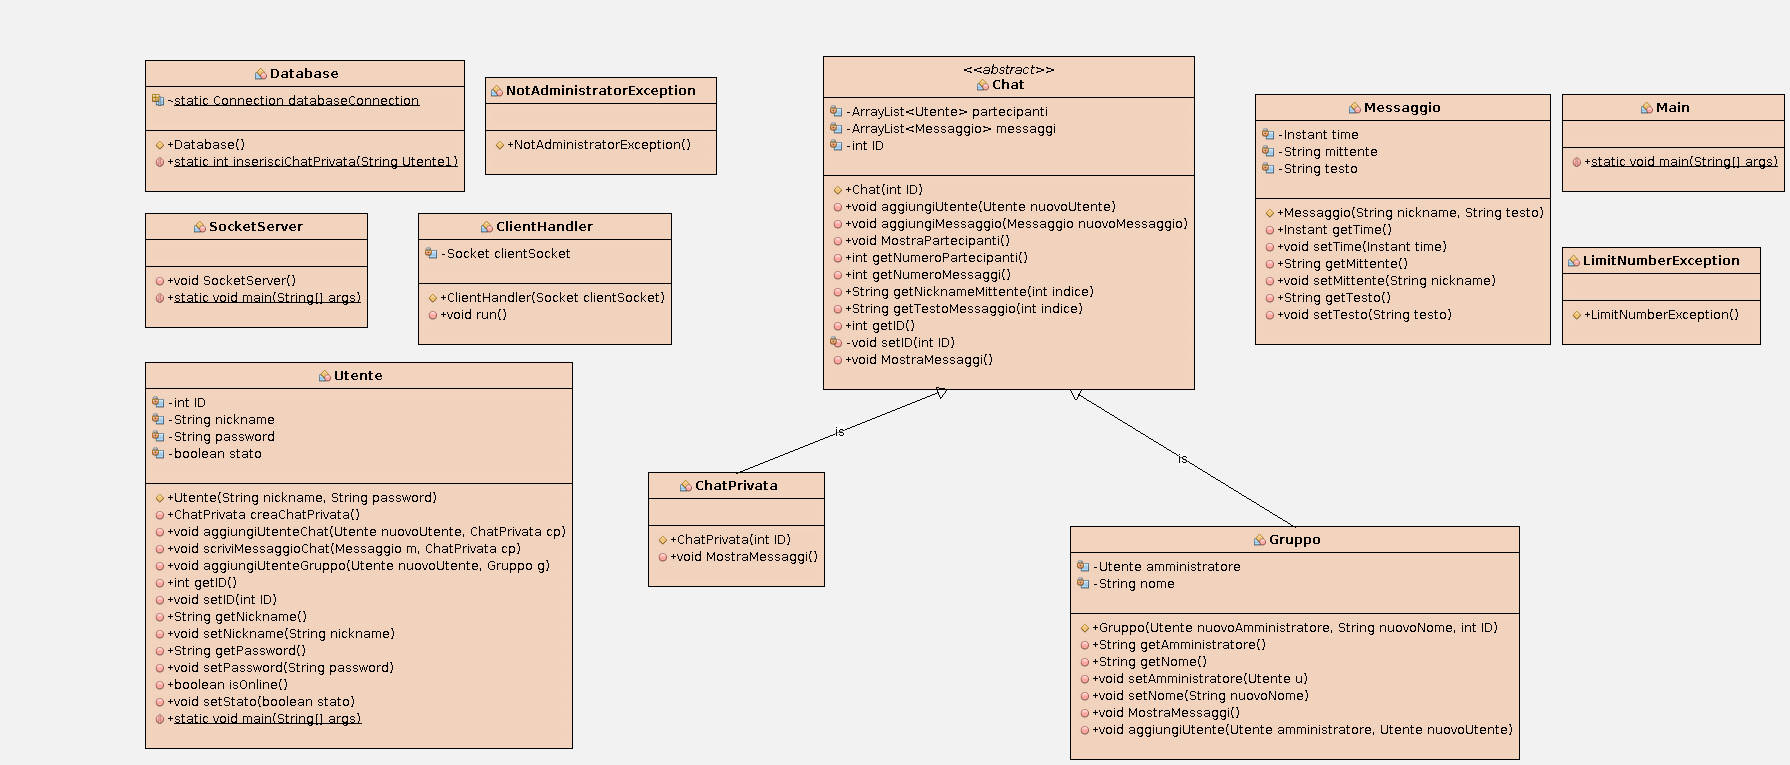 Database
~static Connection databaseConnection
+Database()
+static int inserisciChatPrivata(String Utente1)
NotAdministratorException
+NotAdministratorException()
<<abstract>>
Chat
-ArrayList<Utente> partecipanti
-ArrayList<Messaggio> messaggi
-int ID
+Chat(int ID)
+void aggiungiUtente(Utente nuovoUtente)
+void aggiungiMessaggio(Messaggio nuovoMessaggio)
+void MostraPartecipanti()
+int getNumeroPartecipanti()
+int getNumeroMessaggi()
+String getNicknameMittente(int indice)
+String getTestoMessaggio(int indice)
+int getID()
-void setID(int ID)
+void MostraMessaggi()
Messaggio
-Instant time
-String mittente
-String testo
+Messaggio(String nickname, String testo)
+Instant getTime()
+void setTime(Instant time)
+String getMittente()
+void setMittente(String nickname)
+String getTesto()
+void setTesto(String testo)
Main
+static void main(String[] args)
LimitNumberException
+LimitNumberException()
SocketServer
+void SocketServer()
+static void main(String[] args)
ClientHandler
-Socket clientSocket
+ClientHandler(Socket clientSocket)
+void run()
Utente
-int ID
-String nickname
-String password
-boolean stato
+Utente(String nickname, String password)
+ChatPrivata creaChatPrivata()
+void aggiungiUtenteChat(Utente nuovoUtente, ChatPrivata cp)
+void scriviMessaggioChat(Messaggio m, ChatPrivata cp)
+void aggiungiUtenteGruppo(Utente nuovoUtente, Gruppo g)
+int getID()
+void setID(int ID)
+String getNickname()
+void setNickname(String nickname)
+String getPassword()
+void setPassword(String password)
+boolean isOnline()
+void setStato(boolean stato)
+static void main(String[] args)
is
is
ChatPrivata
+ChatPrivata(int ID)
+void MostraMessaggi()
Gruppo
-Utente amministratore
-String nome
+Gruppo(Utente nuovoAmministratore, String nuovoNome, int ID)
+String getAmministratore()
+String getNome()
+void setAmministratore(Utente u)
+void setNome(String nuovoNome)
+void MostraMessaggi()
+void aggiungiUtente(Utente amministratore, Utente nuovoUtente)